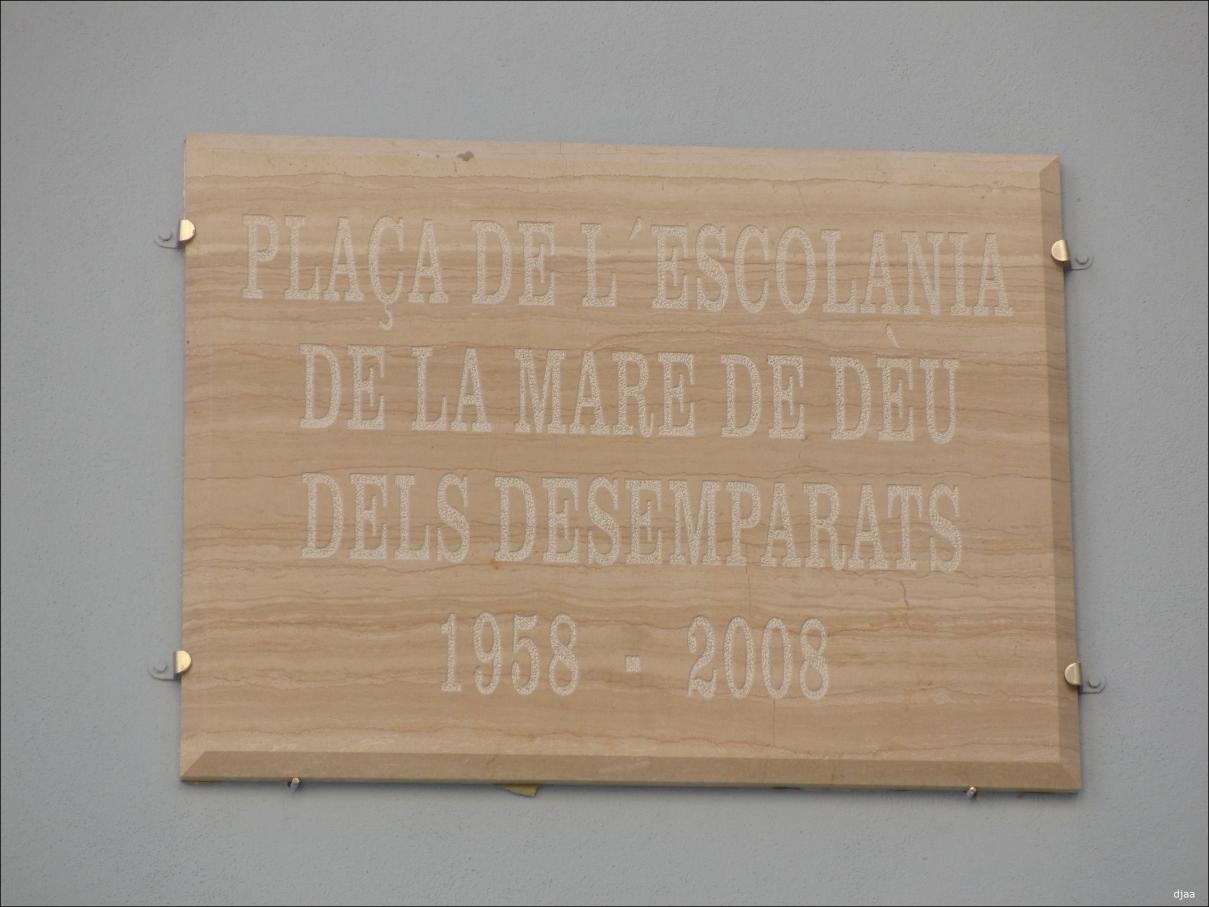 PLAÇA DE L´ESCOLANIA
DE LA MARE DE DÈU
DELS DESEMPARATS
1958 · 2008
djaa